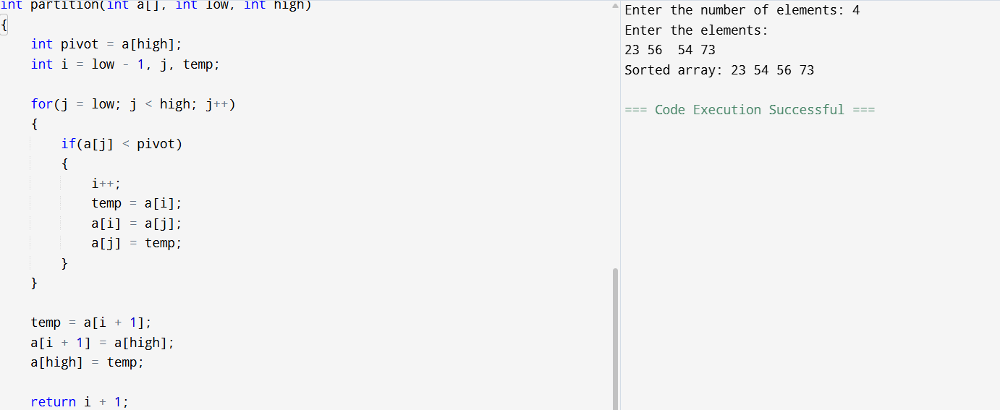 int partition(int a[], int low, int high)
{
    int pivot = a[high];
    int i = low - 1, j, temp;
    for(j = low; j < high; j++)
    {
        if(a[j] < pivot)
        {
            i++;
            temp = a[i];
            a[i] = a[j];
            a[j] = temp;
        }
    }
    temp = a[i + 1];
    a[i + 1] = a[high];
    a[high] = temp;
    return i + 1;
Enter the number of elements: 4
Enter the elements:
23 56  54 73
Sorted array: 23 54 56 73
=== Code Execution Successful ===